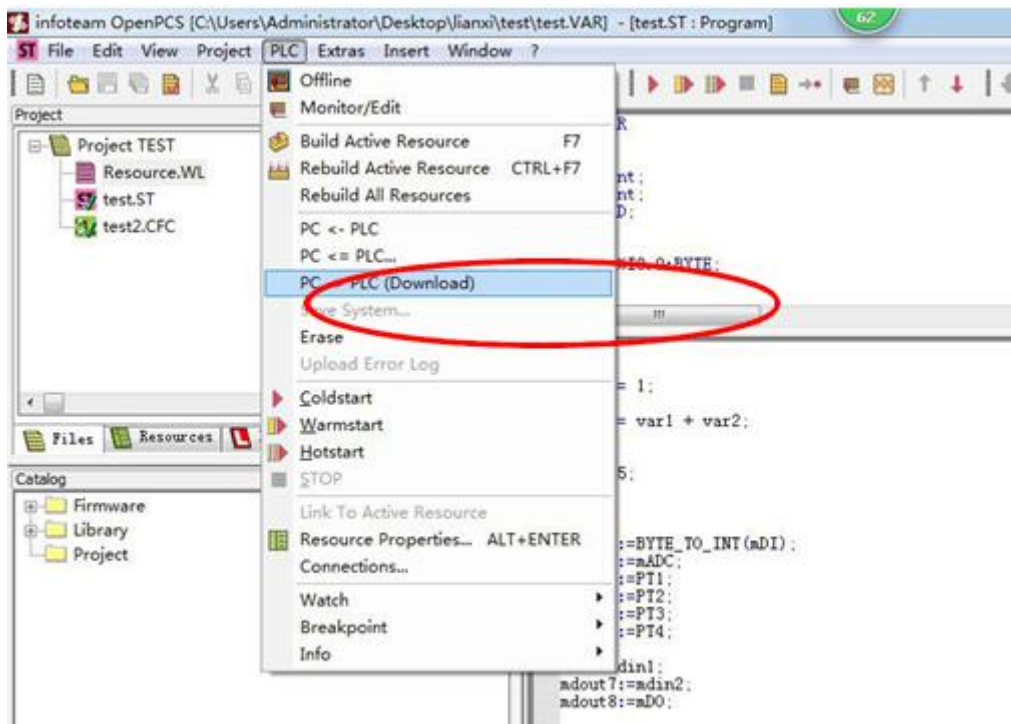 infoteam OpenPCS [C:\Users\Administrator\Desktop\lianxi\test\test.VAR] - [test.ST : Program]
62
ST File Edit View Project PLC Extras Insert Window ?
Project
Project TEST
Resource.WL
test.ST
test2.CFC
Files Resources
Catalog
Firmware
Library
Project
Offline
Monitor/Edit
Build Active Resource F7
Rebuild Active Resource CTRL+F7
Rebuild All Resources
PC <- PLC
PC <= PLC...
PC PLC (Download)
Save System...
Erase
Upload Error Log
Coldstart
Warmstart
Hotstart
STOP
Link To Active Resource
Resource Properties... ALT+ENTER
Connections...
Watch
Breakpoint
Info
R
nt;
nt;
D;
BYTE;
= 1;
= var1 + var2;
5;
:=BYTE_TO_INT(mDI);
:=mADC;
:=PT1;
:=PT2;
:=PT3;
:=PT4;
din1;
mdout7:=mdin2;
mdout8:=mDO;